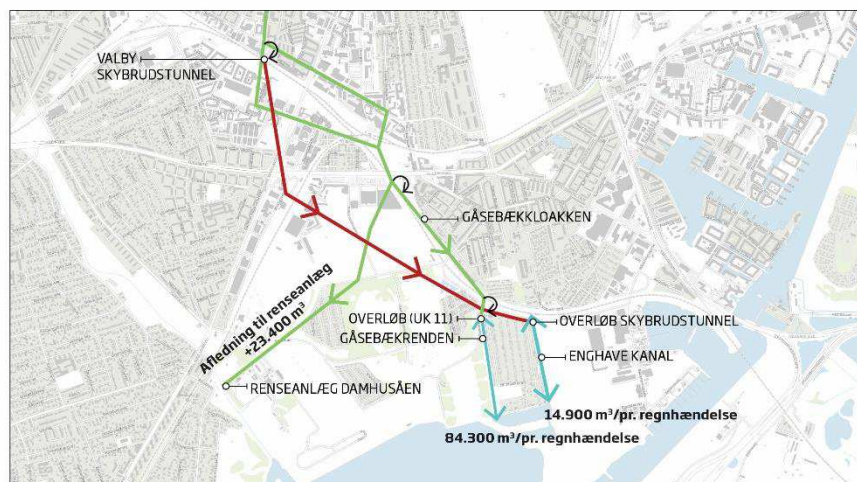 VALBY
SKYBRUDSTUNNEL
GÅSEBÆKKLOAKKEN
Afledning til renseanlæg
+23.400 m³
OVERLØB (UK 11)
OVERLØB SKYBRUDSTUNNEL
GÅSEBÆKRENDEN
ENGHAVE KANAL
RENSEANLÆG DAMHUSÅEN
14.900 m³/pr. regnhændelse
84.300 m³/pr. regnhændelse